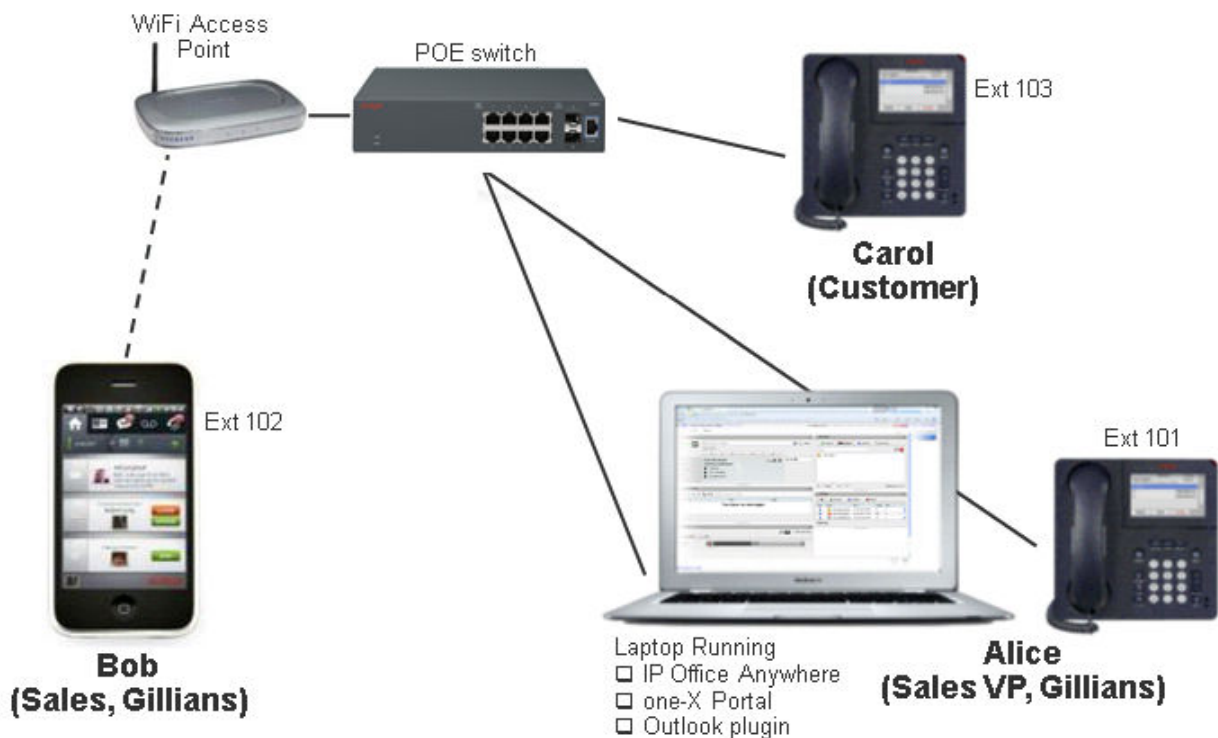 WiFi Access
Point
POE switch
Ext 103
Carol
(Customer)
Ext 102
Ext 101
Bob
(Sales, Gillians)
Laptop Running
❑ IP Office Anywhere
❑ one-X Portal
❑ Outlook plugin
Alice
(Sales VP, Gillians)